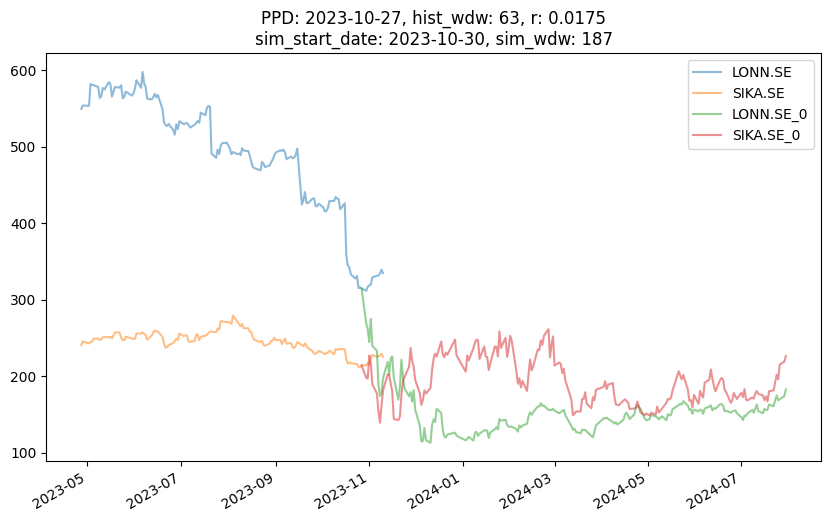 PPD: 2023-10-27, hist_wdw: 63, r: 0.0175
sim_start_date: 2023-10-30, sim_wdw: 187
LONN.SE
SIKA.SE
LONN.SE_0
SIKA.SE_0
600
500
400
300
200
100
2023-05
2023-07
2023-09
2023-11
2024-01
2024-03
2024-05
2024-07